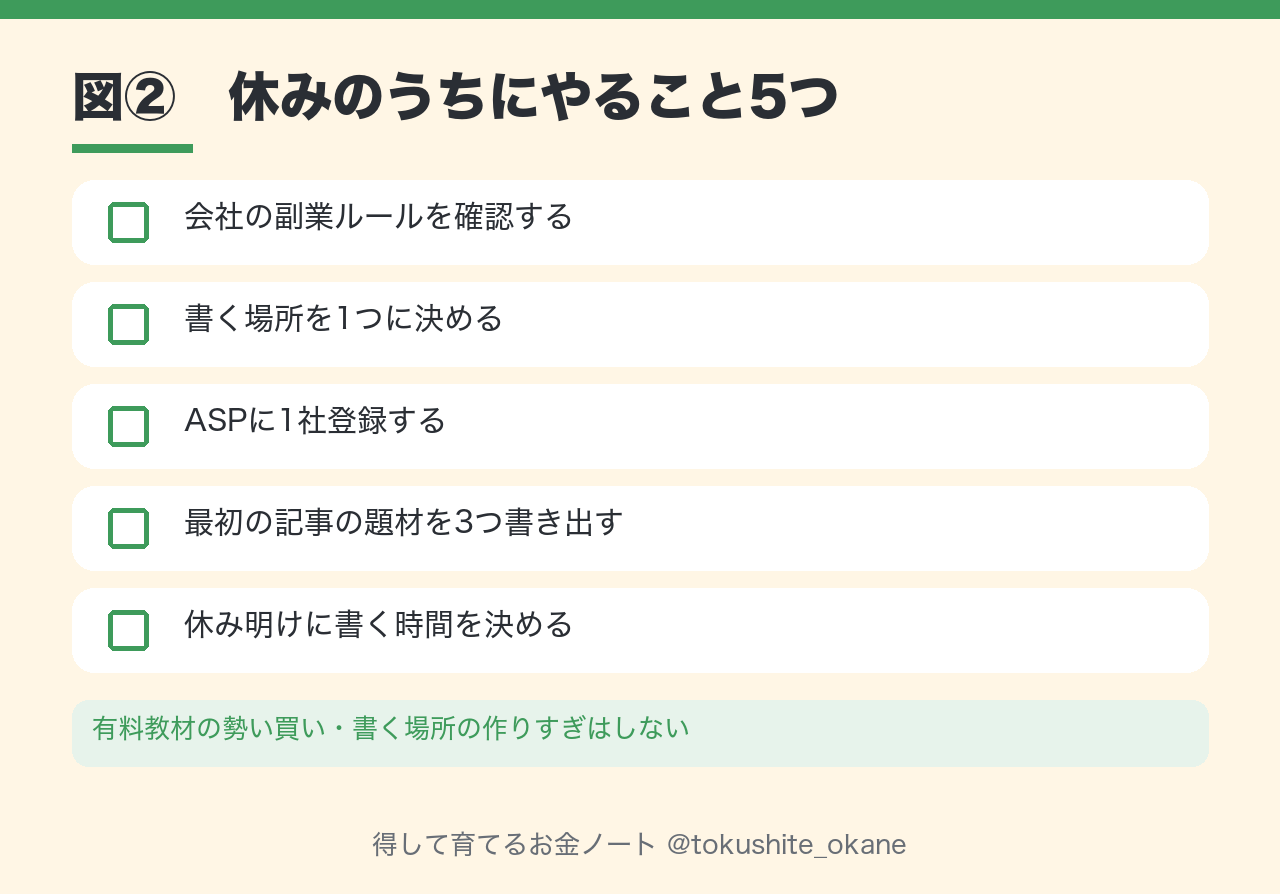 図② 休みのうちにやること5つ
会社の副業ルールを確認する
書く場所を1つに決める
ASPに1社登録する
最初の記事の題材を3つ書き出す
休み明けに書く時間を決める
有料教材の勢い買い・書く場所の作りすぎはしない
得して育てるお金ノート @tokushite_okane